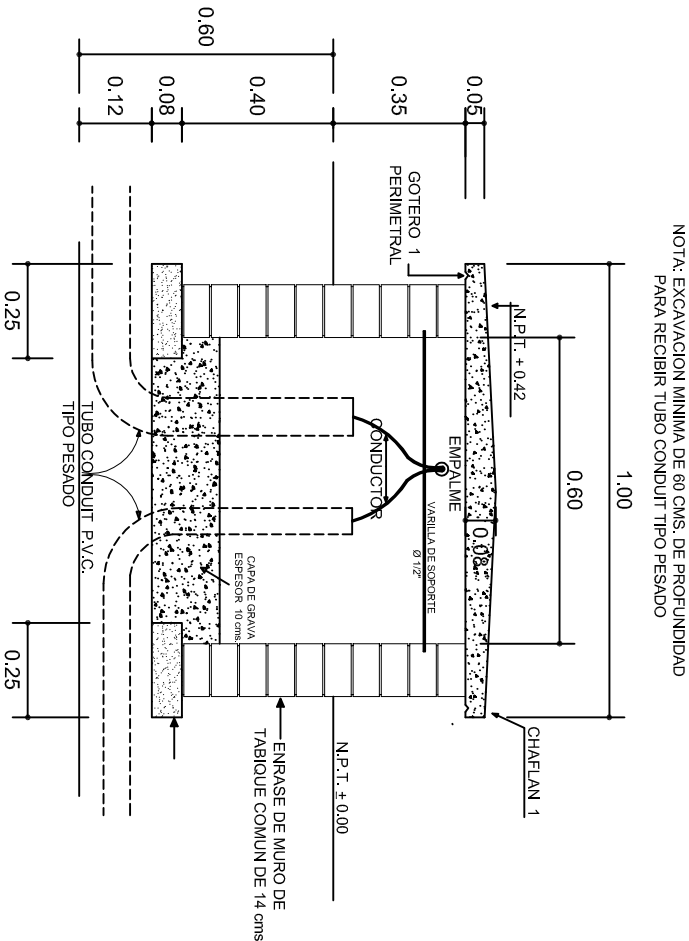 NOTA: EXCAVACION MINIMA DE 60 CMS. DE PROFUNDIDAD
PARA RECIBIR TUBO CONDUIT TIPO PESADO
1.00
0.60
CHAFLAN 1
N.P.T. + 0.42
0.08
0.05
GOTERO 1
PERIMETRAL
EMPALME
VARILLA DE SOPORTE
Ø 1/2"
0.35
CONDUCTOR
N.P.T. ± 0.00
0.60
0.40
ENRASE DE MURO DE
TABIQUE COMUN DE 14 cms
CAPA DE GRAVA
ESPESOR 10 cms.
0.08
0.12
TUBO CONDUIT P.V.C.
TIPO PESADO
0.25
0.25